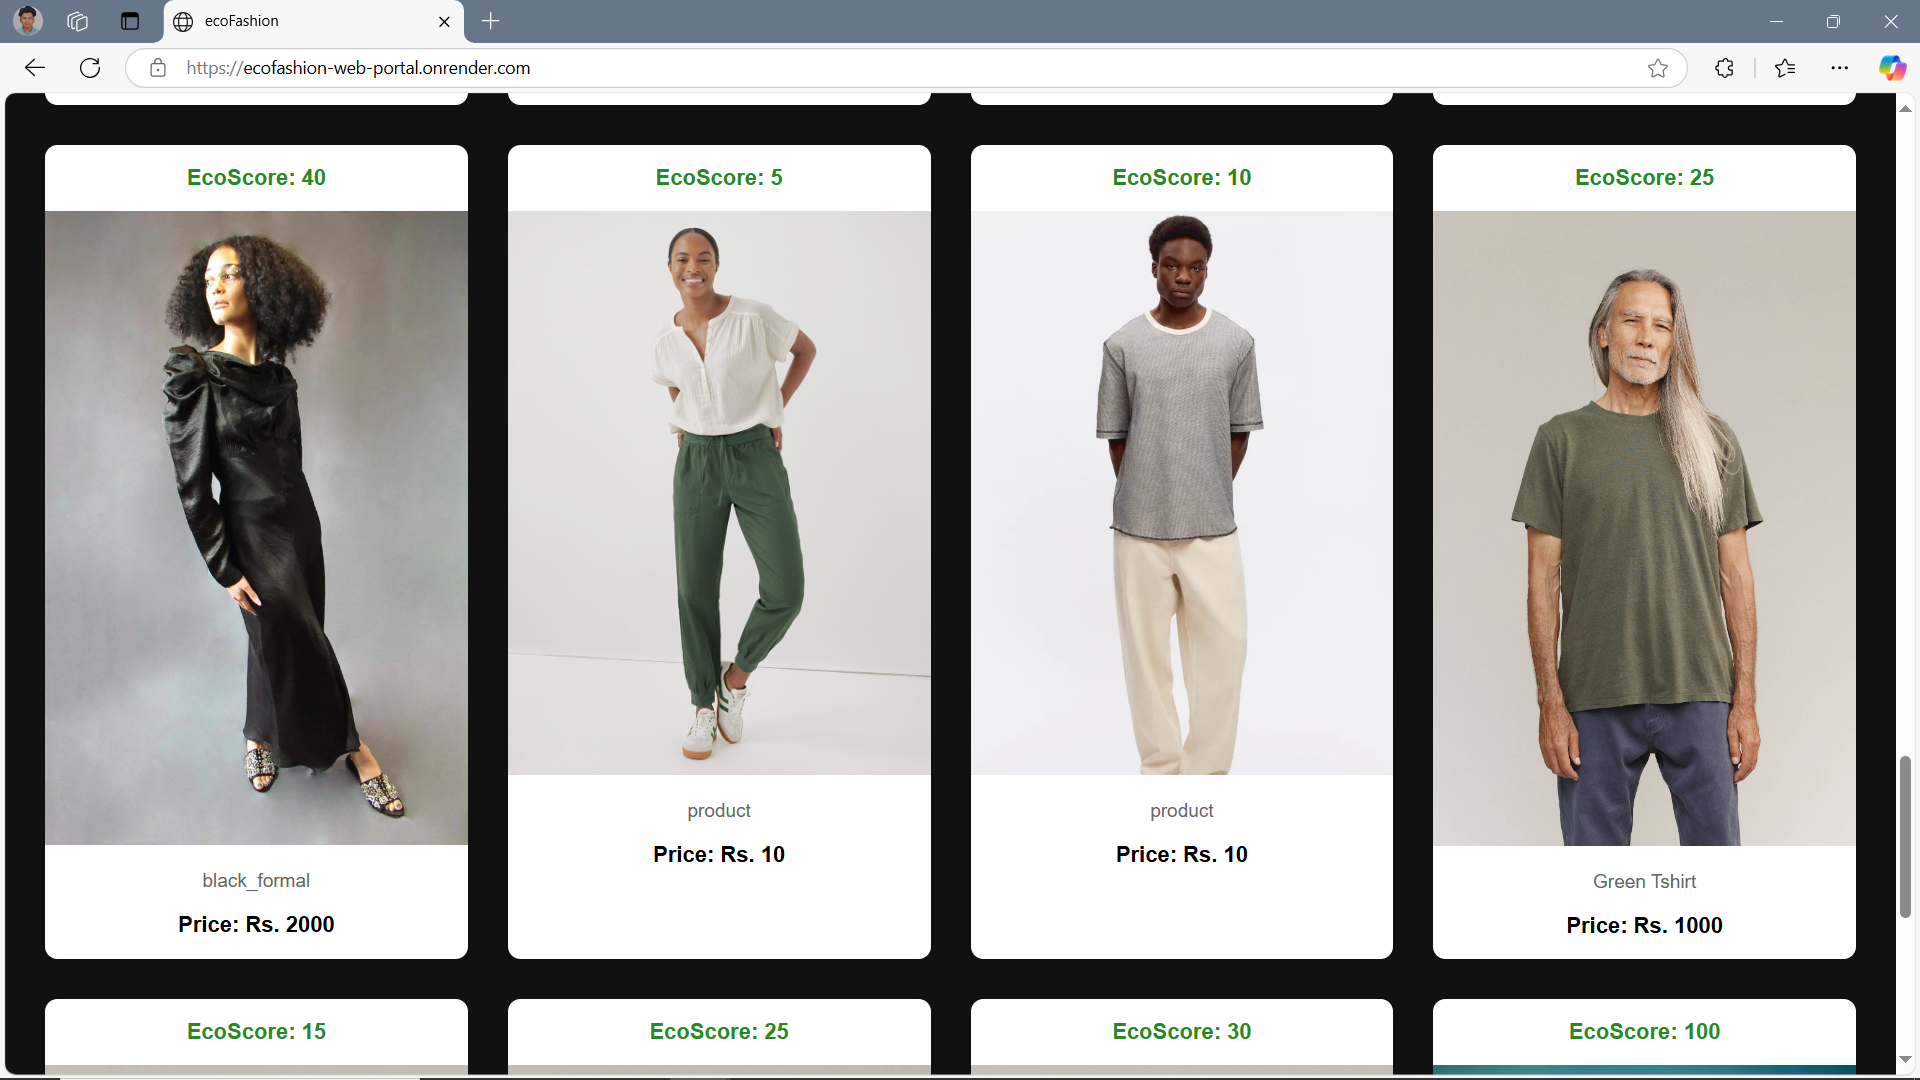 ecoFashion
https://ecofashion-web-portal.onrender.com
EcoScore: 40
EcoScore: 5
EcoScore: 10
EcoScore: 25
product
product
Price: Rs. 10
Price: Rs. 10
black_formal
Green Tshirt
Price: Rs. 2000
Price: Rs. 1000
EcoScore: 15
EcoScore: 25
EcoScore: 30
EcoScore: 100